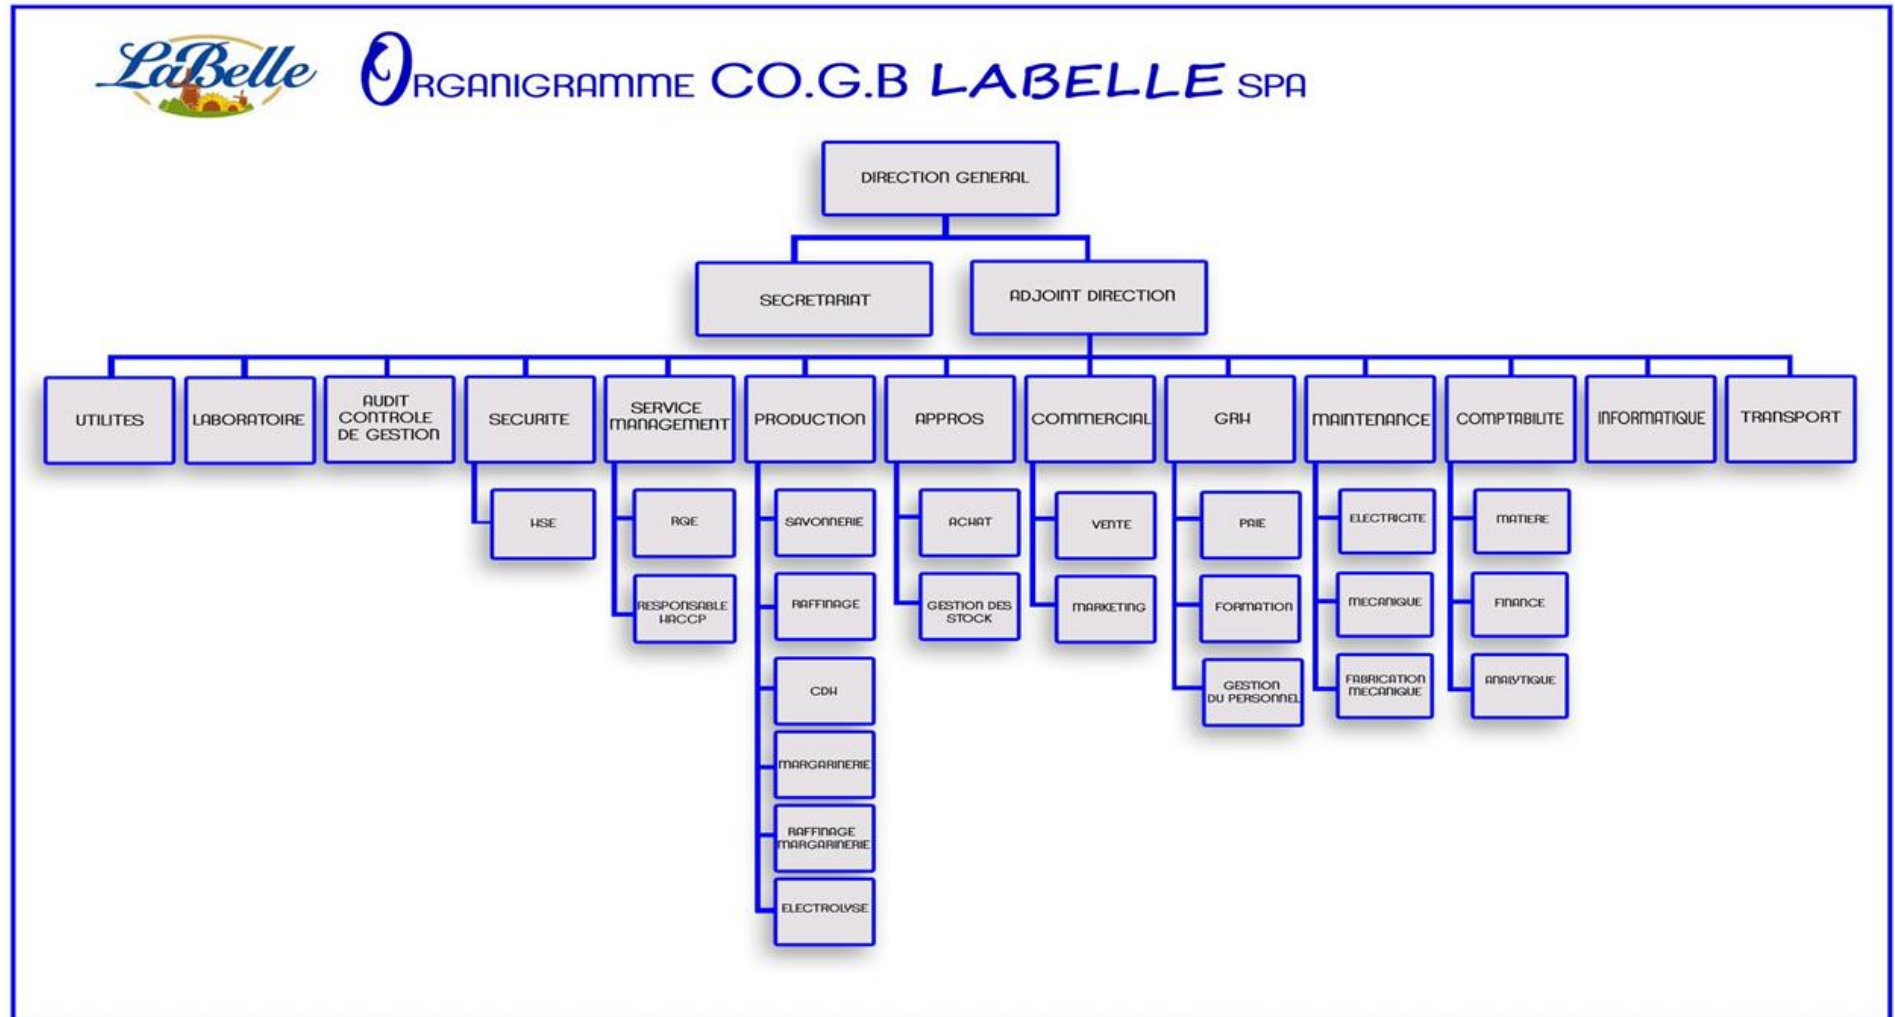 LaBelle
ORGANIGRAMME CO.G.B LABELLE SPA
DIRECTION GENERAL
SECRETARIAT
ADJOINT DIRECTION
UTILITES
LABORATOIRE
AUDIT
CONTROLE
DE GESTION
SECURITE
SERVICE
MANAGEMENT
PRODUCTION
APPROS
COMMERCIAL
GRH
MAINTENANCE
COMPTABILITE
INFORMATIQUE
TRANSPORT
HSE
RQE
RESPONSABLE
HACCP
SAVONNERIE
RAFFINAGE
CDH
MARGARINERIE
RAFFINAGE
MARGARINERIE
ELECTROLYSE
ACHAT
GESTION DES
STOCK
VENTE
MARKETING
PAIE
FORMATION
GESTION
DU PERSONNEL
ELECTRICITE
MECANIQUE
FABRICATION
MECANIQUE
MATIERE
FINANCE
ANALYTIQUE